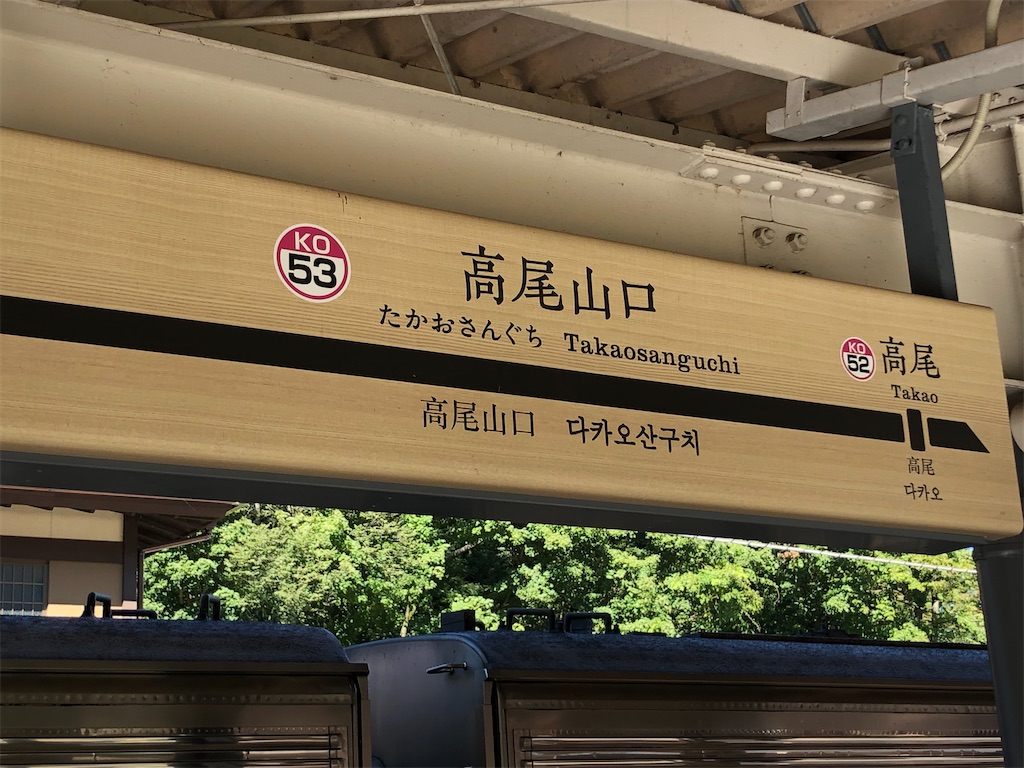 KO
53
高尾山口
たかおさんぐち Takaosanguchi
高尾山口 다카오산구치
KO
52
高尾
Takao
高尾
다카오